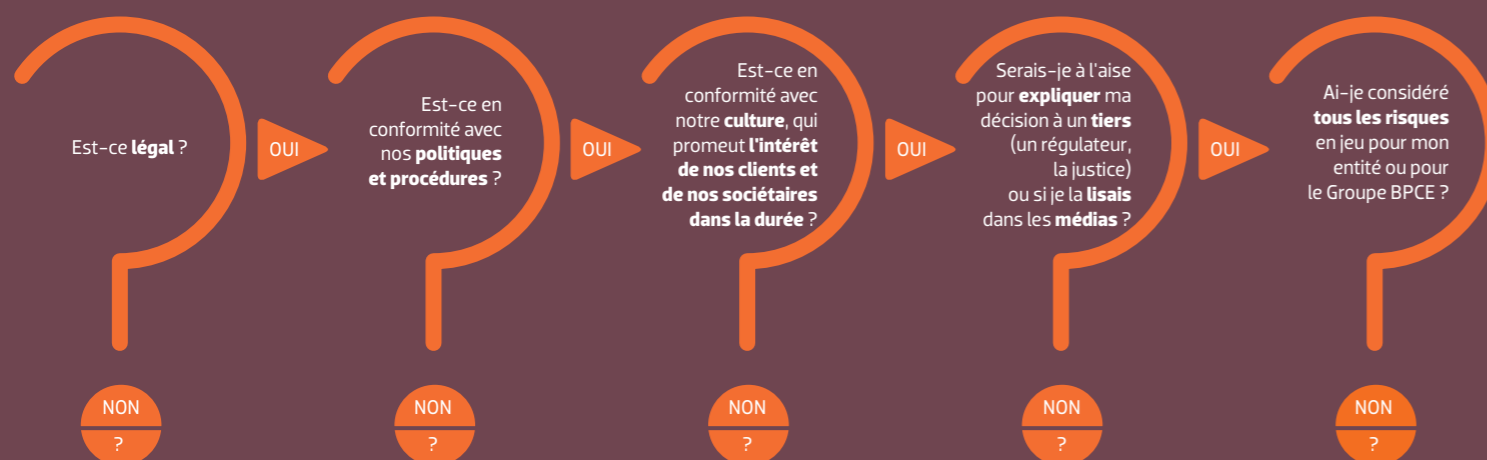 Est-ce légal ?
OUI
Est-ce en
conformité avec
nos politiques
et procédures ?
OUI
Est-ce en
conformité avec
notre culture, qui
promeut l'intérêt
de nos clients et
de nos sociétaires
dans la durée ?
OUI
Serais-je à l'aise
pour expliquer ma
décision à un tiers
(un régulateur,
la justice)
ou si je la lisais
dans les médias ?
OUI
Ai-je considéré
tous les risques
en jeu pour mon
entité ou pour
le Groupe BPCE ?
NON
?
NON
?
NON
?
NON
?
NON
?